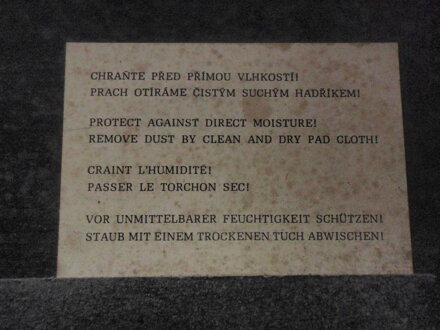 CHRAŇTE PŘED PŘÍMOU VLHKOSTÍ!
PRACH OTÍRÁME ČISTÝM SUCHÝM HADŘÍKEM!
PROTECT AGAINST DIRECT MOISTURE!
REMOVE DUST BY CLEAN AND DRY PAD CLOTH!
CRAINT L'HUMIDITÉ!
PASSER LE TORCHON SEC!
VOR UNMITTELBARER FEUCHTIGKEIT SCHÜTZEN!
STAUB MIT EINEM TROCKENEN TUCH ABWISCHEN!